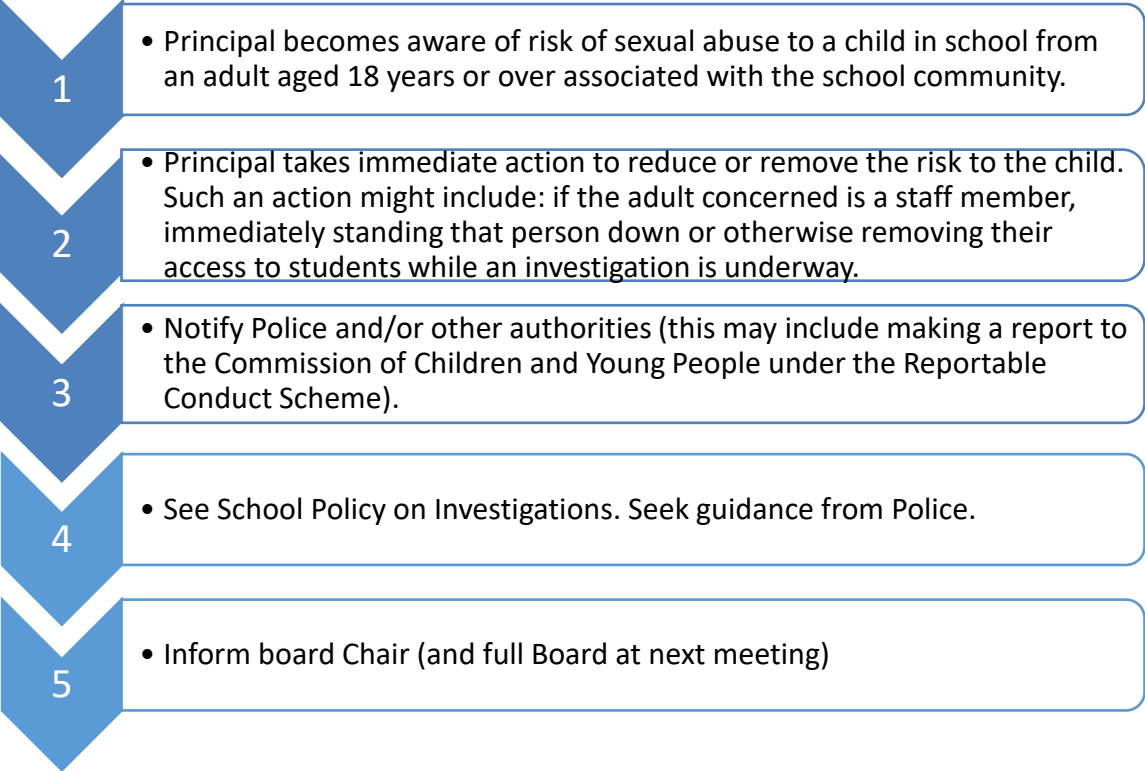 1
• Principal becomes aware of risk of sexual abuse to a child in school from
an adult aged 18 years or over associated with the school community.
2
• Principal takes immediate action to reduce or remove the risk to the child.
Such an action might include: if the adult concerned is a staff member,
immediately standing that person down or otherwise removing their
access to students while an investigation is underway.
3
• Notify Police and/or other authorities (this may include making a report to
the Commission of Children and Young People under the Reportable
Conduct Scheme).
4
• See School Policy on Investigations. Seek guidance from Police.
5
• Inform board Chair (and full Board at next meeting)